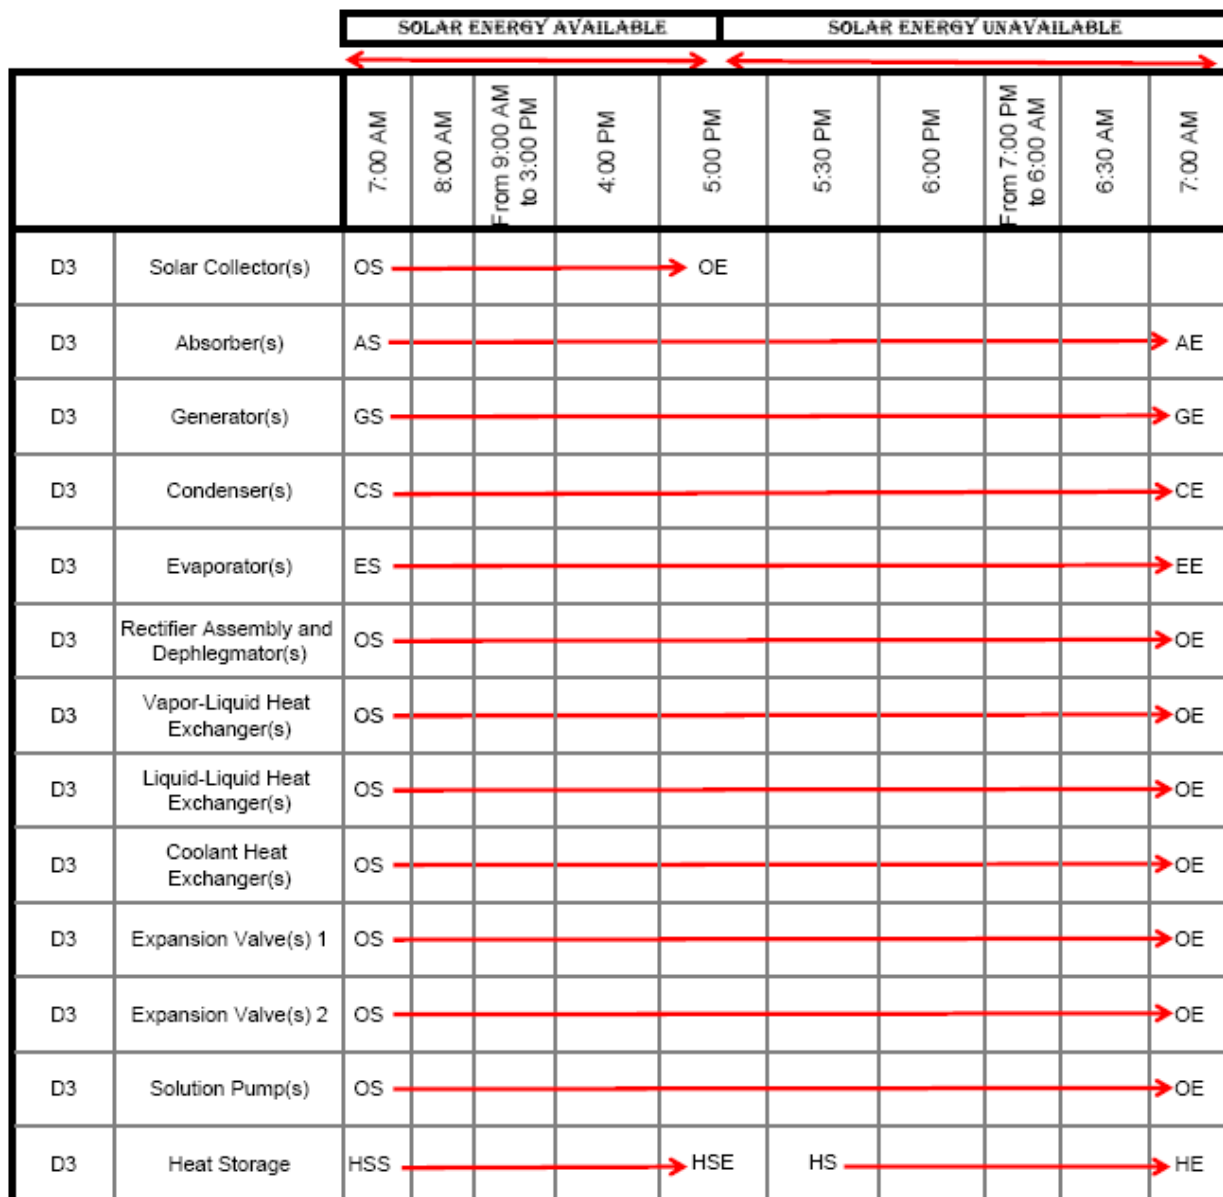 SOLAR ENERGY AVAILABLE SOLAR ENERGY UNAVAILABLE
7:00 AM
8:00 AM
From 9:00 AM
to 3:00 PM
4:00 PM
5:00 PM
5:30 PM
6:00 PM
From 7:00 PM
to 6:00 AM
6:30 AM
7:00 AM
D3 Solar Collector(s) OS OE
D3 Absorber(s) AS AE
D3 Generator(s) GS GE
D3 Condenser(s) CS CE
D3 Evaporator(s) ES EE
D3 Rectifier Assembly and
Dephlegmator(s) OS OE
D3 Vapor-Liquid Heat
Exchanger(s) OS OE
D3 Liquid-Liquid Heat
Exchanger(s) OS OE
D3 Coolant Heat
Exchanger(s) OS OE
D3 Expansion Valve(s) 1 OS OE
D3 Expansion Valve(s) 2 OS OE
D3 Solution Pump(s) OS OE
D3 Heat Storage HSS HSE HS HE